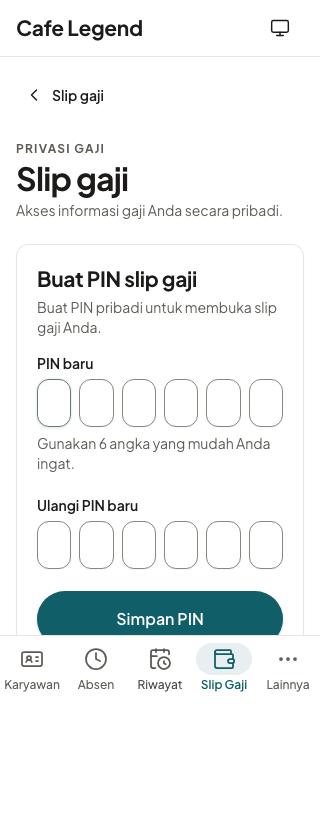 Cafe Legend
Slip gaji
PRIVASI GAJI
Slip gaji
Akses informasi gaji Anda secara pribadi.
Buat PIN slip gaji
Buat PIN pribadi untuk membuka slip
gaji Anda.
PIN baru
Gunakan 6 angka yang mudah Anda
ingat.
Ulangi PIN baru
Simpan PIN
Karyawan
Absen
Riwayat
Slip Gaji
Lainnya